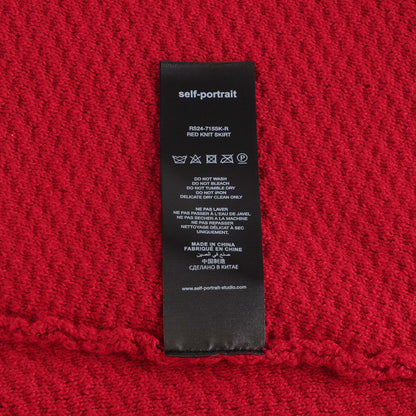 self-portrait
RS24-715SK-R
RED KNIT SKIRT
DO NOT WASH
DO NOT BLEACH
DO NOT TUMBLE DRY
DO NOT IRON
DELICATE DRY CLEAN ONLY
NE PAS LAVER
NE PAS PASSER À L'EAU DE JAVEL
NE PAS SECHER A LA MACHINE
NE PAS REPASSER
NETTOYAGE DÉLICAT À SEC
UNIQUEMENT.
MADE IN CHINA
FABRIQUÉ EN CHINE
صنع في الصين
中国制造
СДЕЛАНО В КИТАЕ
self-portrait-studio.com